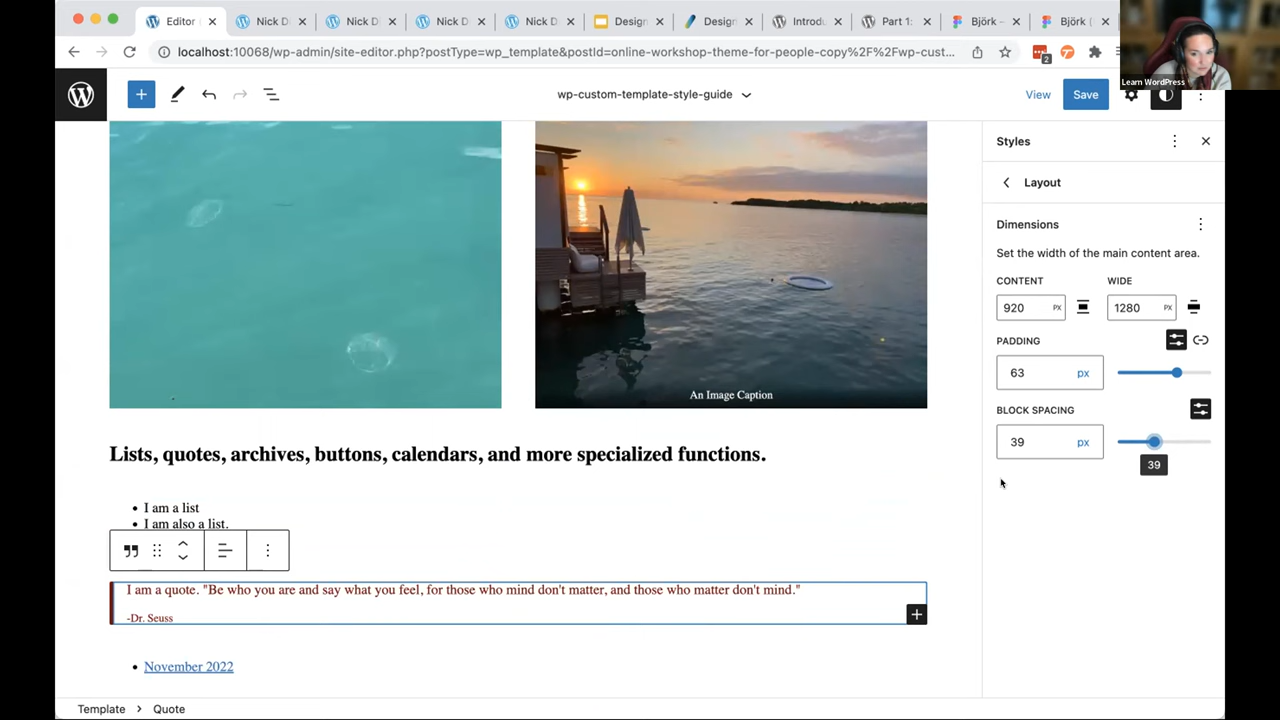 Editor
Nick D
Nick D
Nick D
Nick D
Design
Design
Introdu
Part 1:
Björk –
Björk (
localhost:10068/wp-admin/site-editor.php?postType=wp_template&postId=online-workshop-theme-for-people-copy%2F%2Fwp-cust...
2
Learn WordPress
wp-custom-template-style-guide
View
Save
Styles
Layout
Dimensions
Set the width of the main content area.
CONTENT
WIDE
920 PX
1280 PX
PADDING
63 px
BLOCK SPACING
39 px
39
An Image Caption
Lists, quotes, archives, buttons, calendars, and more specialized functions.
• I am a list
• I am also a list.
I am a quote. "Be who you are and say what you feel, for those who mind don't matter, and those who matter don't mind."
-Dr. Seuss
• November 2022
Template > Quote